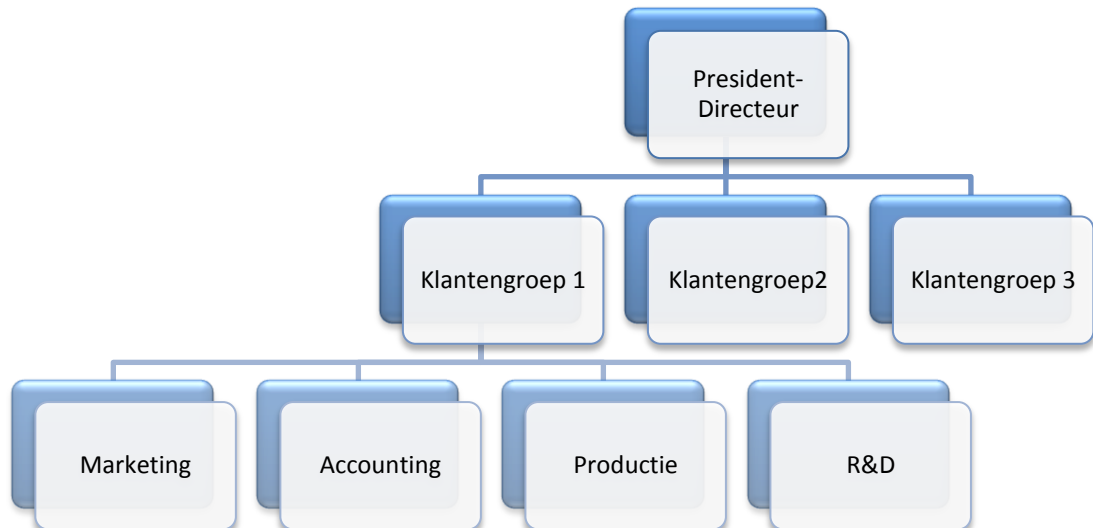 President-
Directeur
Klantengroep 1
Klantengroep2
Klantengroep 3
Marketing
Accounting
Productie
R&D